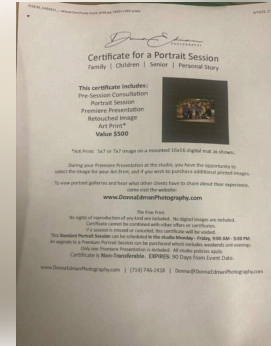 Donna Edman
PHOTOGRAPHY
Certificate for a Portrait Session
Family | Children | Senior | Personal Story
This certificate includes:
Pre-Session Consultation
Portrait Session
Premiere Presentation
Retouched Image
Art Print*
Value $500
*Art Print: 5x7 or 7x7 image on a mounted 16x16 digital mat as shown.
During your Premiere Presentation at the studio, you have the opportunity to
select the image for your Art Print, and if you wish to purchase additional printed images.
To view portrait galleries and hear what other clients have to share about their experience,
come visit the website:
www.DonnaEdmanPhotography.com
The Fine Print:
No rights of reproduction of any kind are included. No digital images are included.
Certificate cannot be combined with other offers or certificates.
If a session is missed or canceled, this certificate will be voided.
Portrait Session can be scheduled in the studio Monday - Friday, 9:00 AM - 5:00 PM.
An upgrade to a Premium Portrait Session can be purchased which includes weekends and evenings.
Only one Premiere Presentation is included. All studio policies apply.
Certificate is Non-Transferable. EXPIRES: 90 Days From Event Date.
www.DonnaEdmanPhotography.com | (714) 746-2418 | Donna@DonnaEdmanPhotography.com